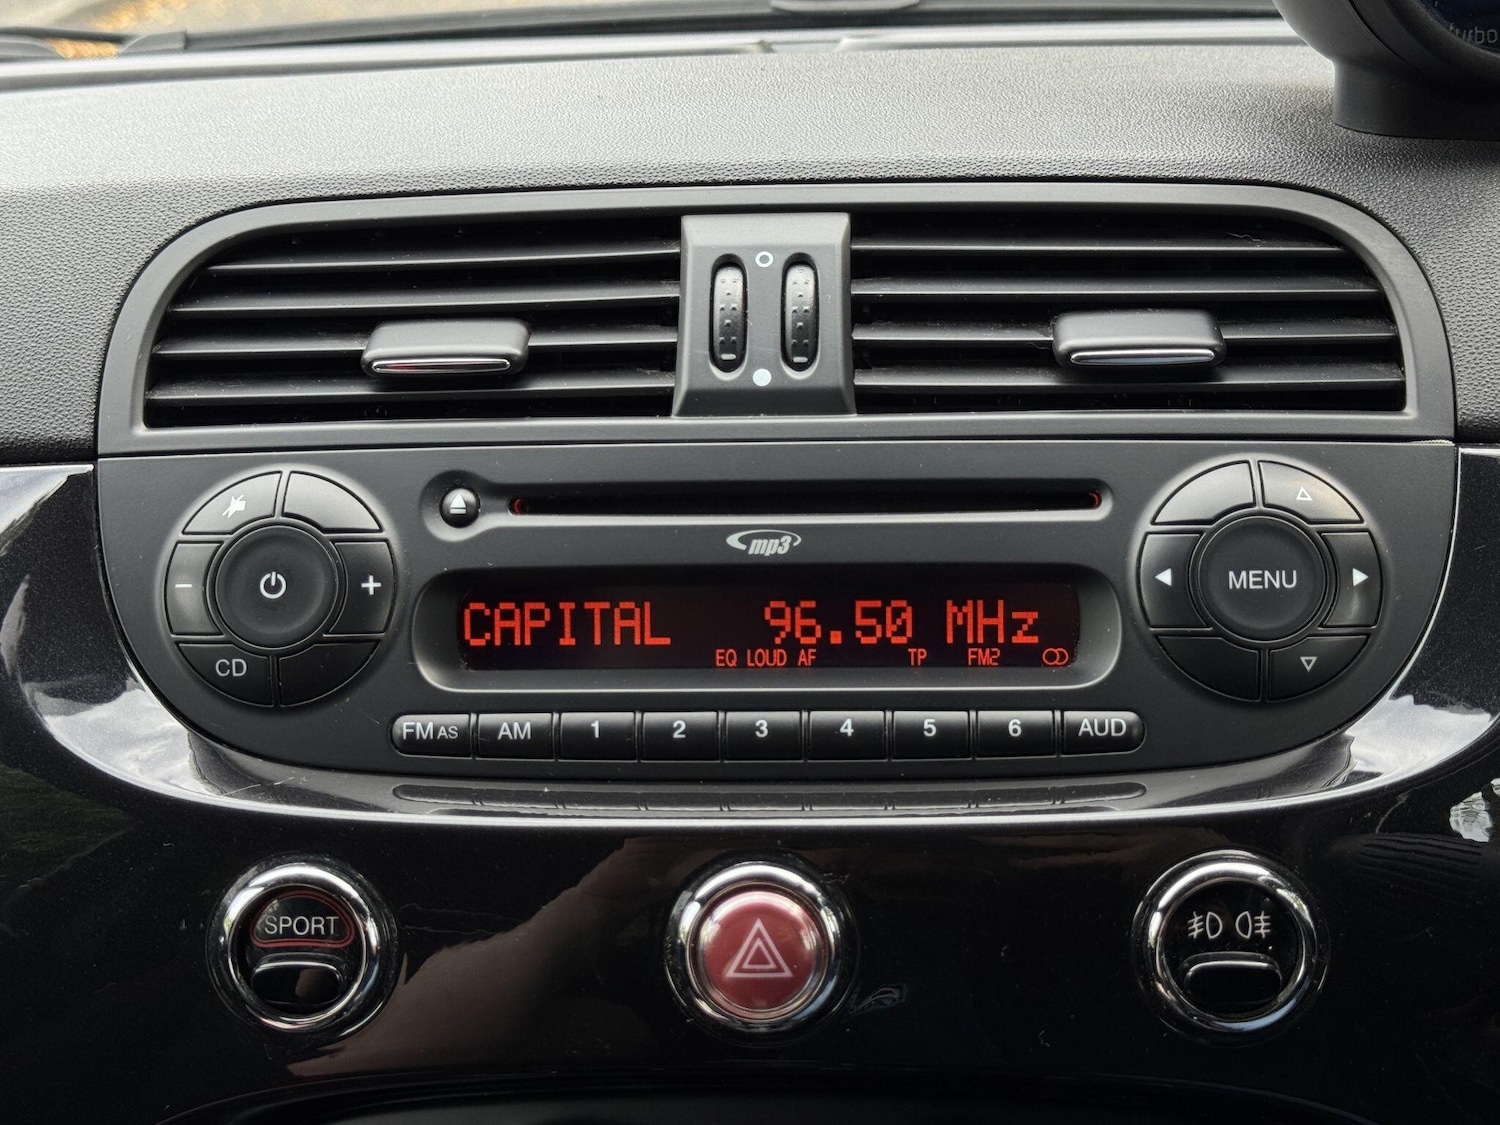 turbo
mp3
CAPITAL 96.50 MHz
EQ LOUD AF TP FM2
MENU
CD
FM AS AM 1 2 3 4 5 6 AUD
SPORT